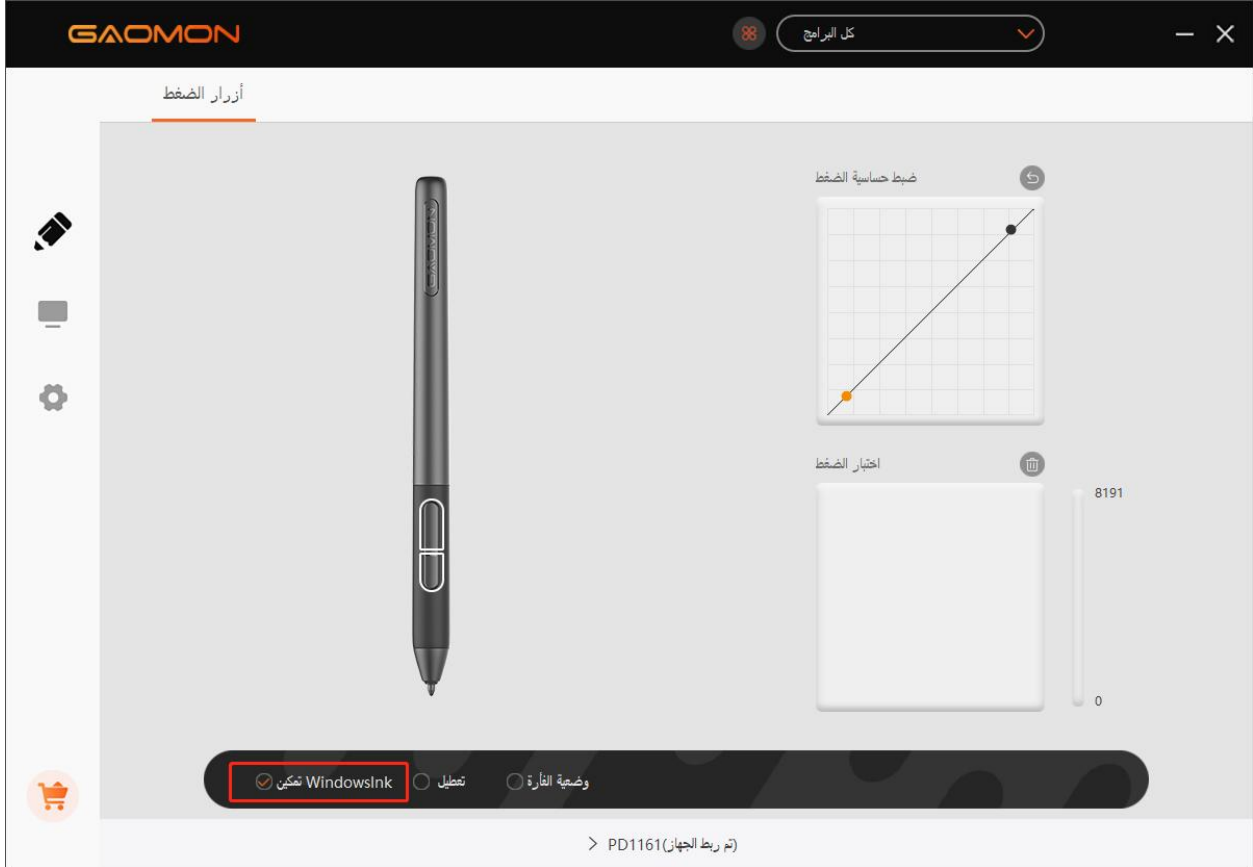 GAOMON
كل البرامج
أزرار الضغط
GAOMON
ضبط حساسية الضغط
اختبار الضغط
8191
0
تمكين WindowsInk
تعطيل
وضعية الفأرة
PD1161(تم ربط الجهاز)